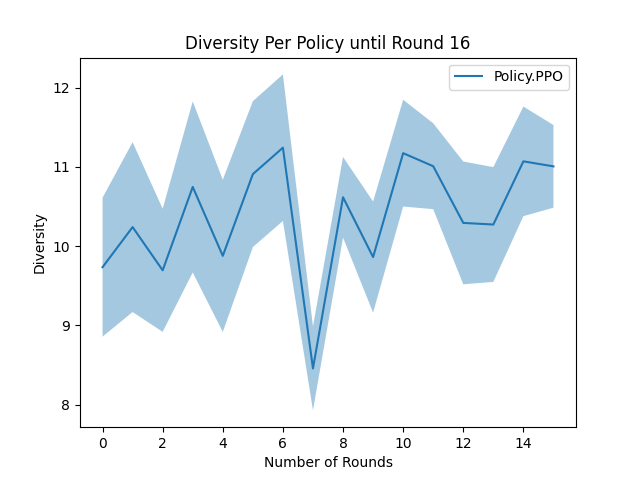 Diversity Per Policy until Round 16
Policy.PPO
12
11
10
9
8
Diversity
0 2 4 6 8 10 12 14
Number of Rounds